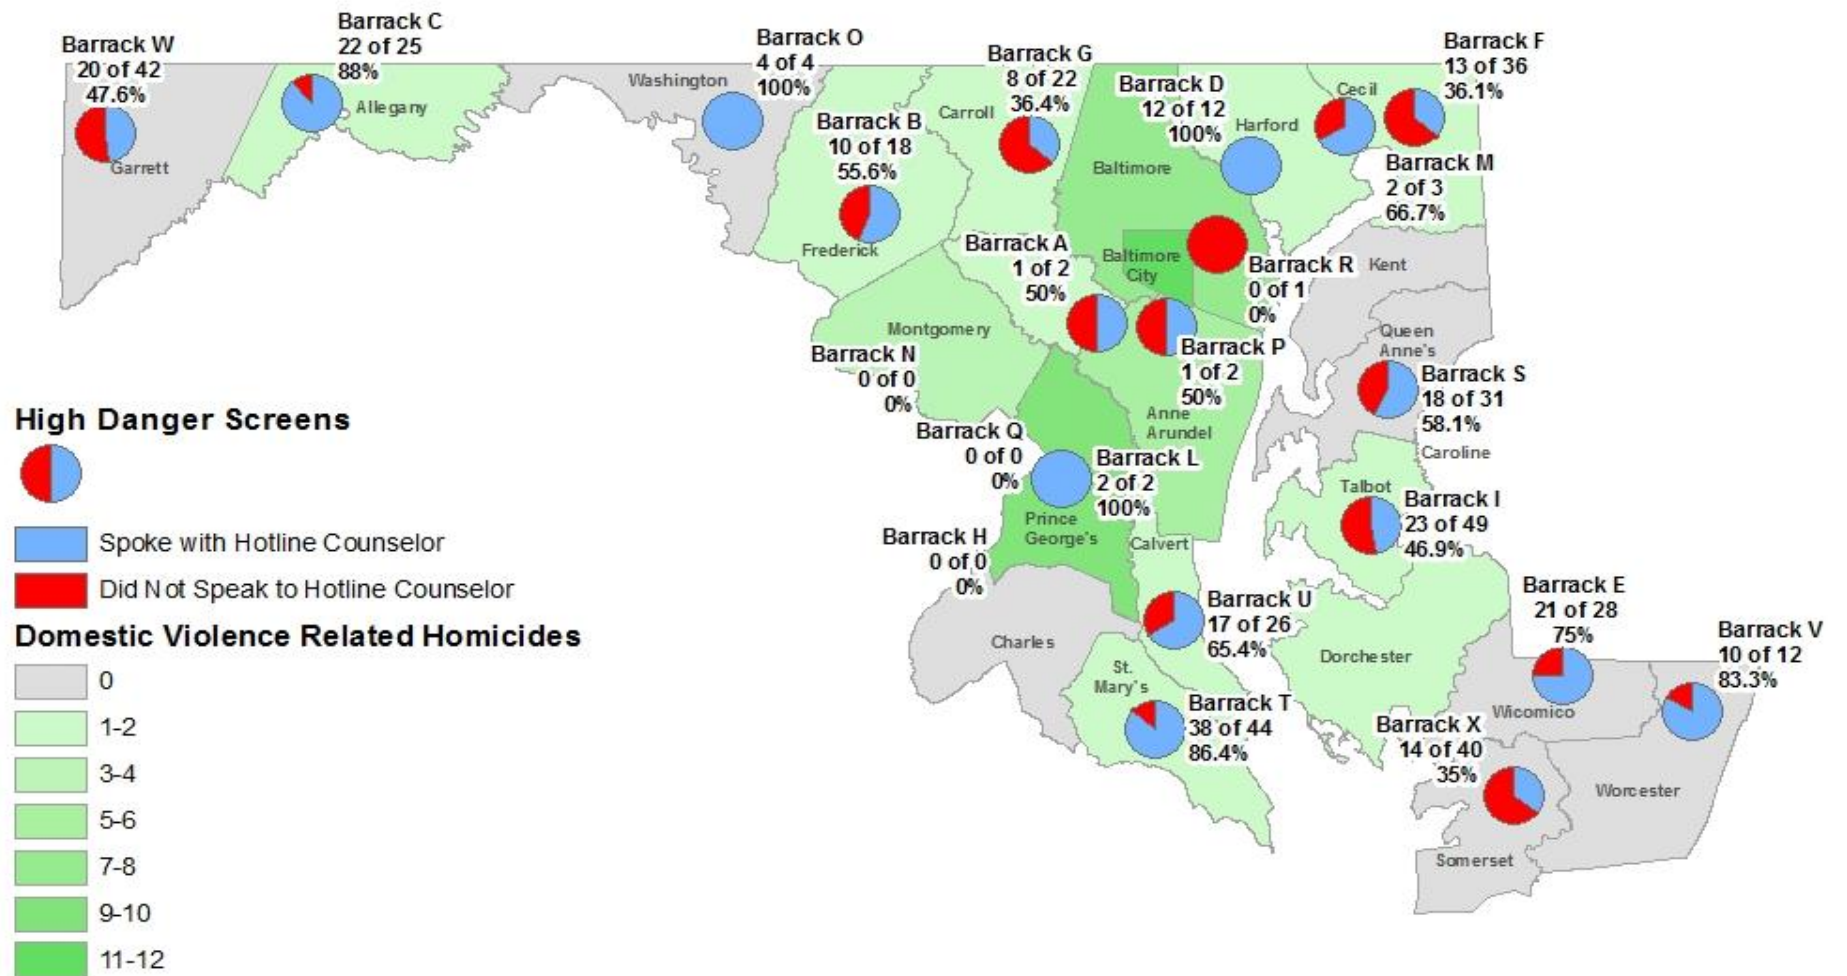 Barrack W
20 of 42
47.6%
Garrett
Barrack C
22 of 25
88%
Allegany
Washington
Barrack O
4 of 4
100%
Barrack B
10 of 18
55.6%
Frederick
Barrack G
8 of 22
36.4%
Carroll
Barrack D
12 of 12
100%
Harford
Baltimore
Cecil
Barrack F
13 of 36
36.1%
Barrack M
2 of 3
66.7%
Barrack A
1 of 2
50%
Baltimore
City
Barrack R
0 of 1
0%
Kent
Montgomery
Barrack N
0 of 0
0%
Barrack P
1 of 2
50%
Anne
Arundel
Queen
Anne's
Barrack S
18 of 31
58.1%
Caroline
Barrack Q
0 of 0
0%
Barrack L
2 of 2
100%
Prince
George's
Talbot
Barrack I
23 of 49
46.9%
Barrack H
0 of 0
0%
Calvert
Barrack U
17 of 26
65.4%
Charles
St.
Mary's
Barrack T
38 of 44
86.4%
Dorchester
Barrack E
21 of 28
75%
Wicomico
Barrack V
10 of 12
83.3%
Barrack X
14 of 40
35%
Worcester
Somerset
High Danger Screens
Spoke with Hotline Counselor
Did Not Speak to Hotline Counselor
Domestic Violence Related Homicides
0
1-2
3-4
5-6
7-8
9-10
11-12